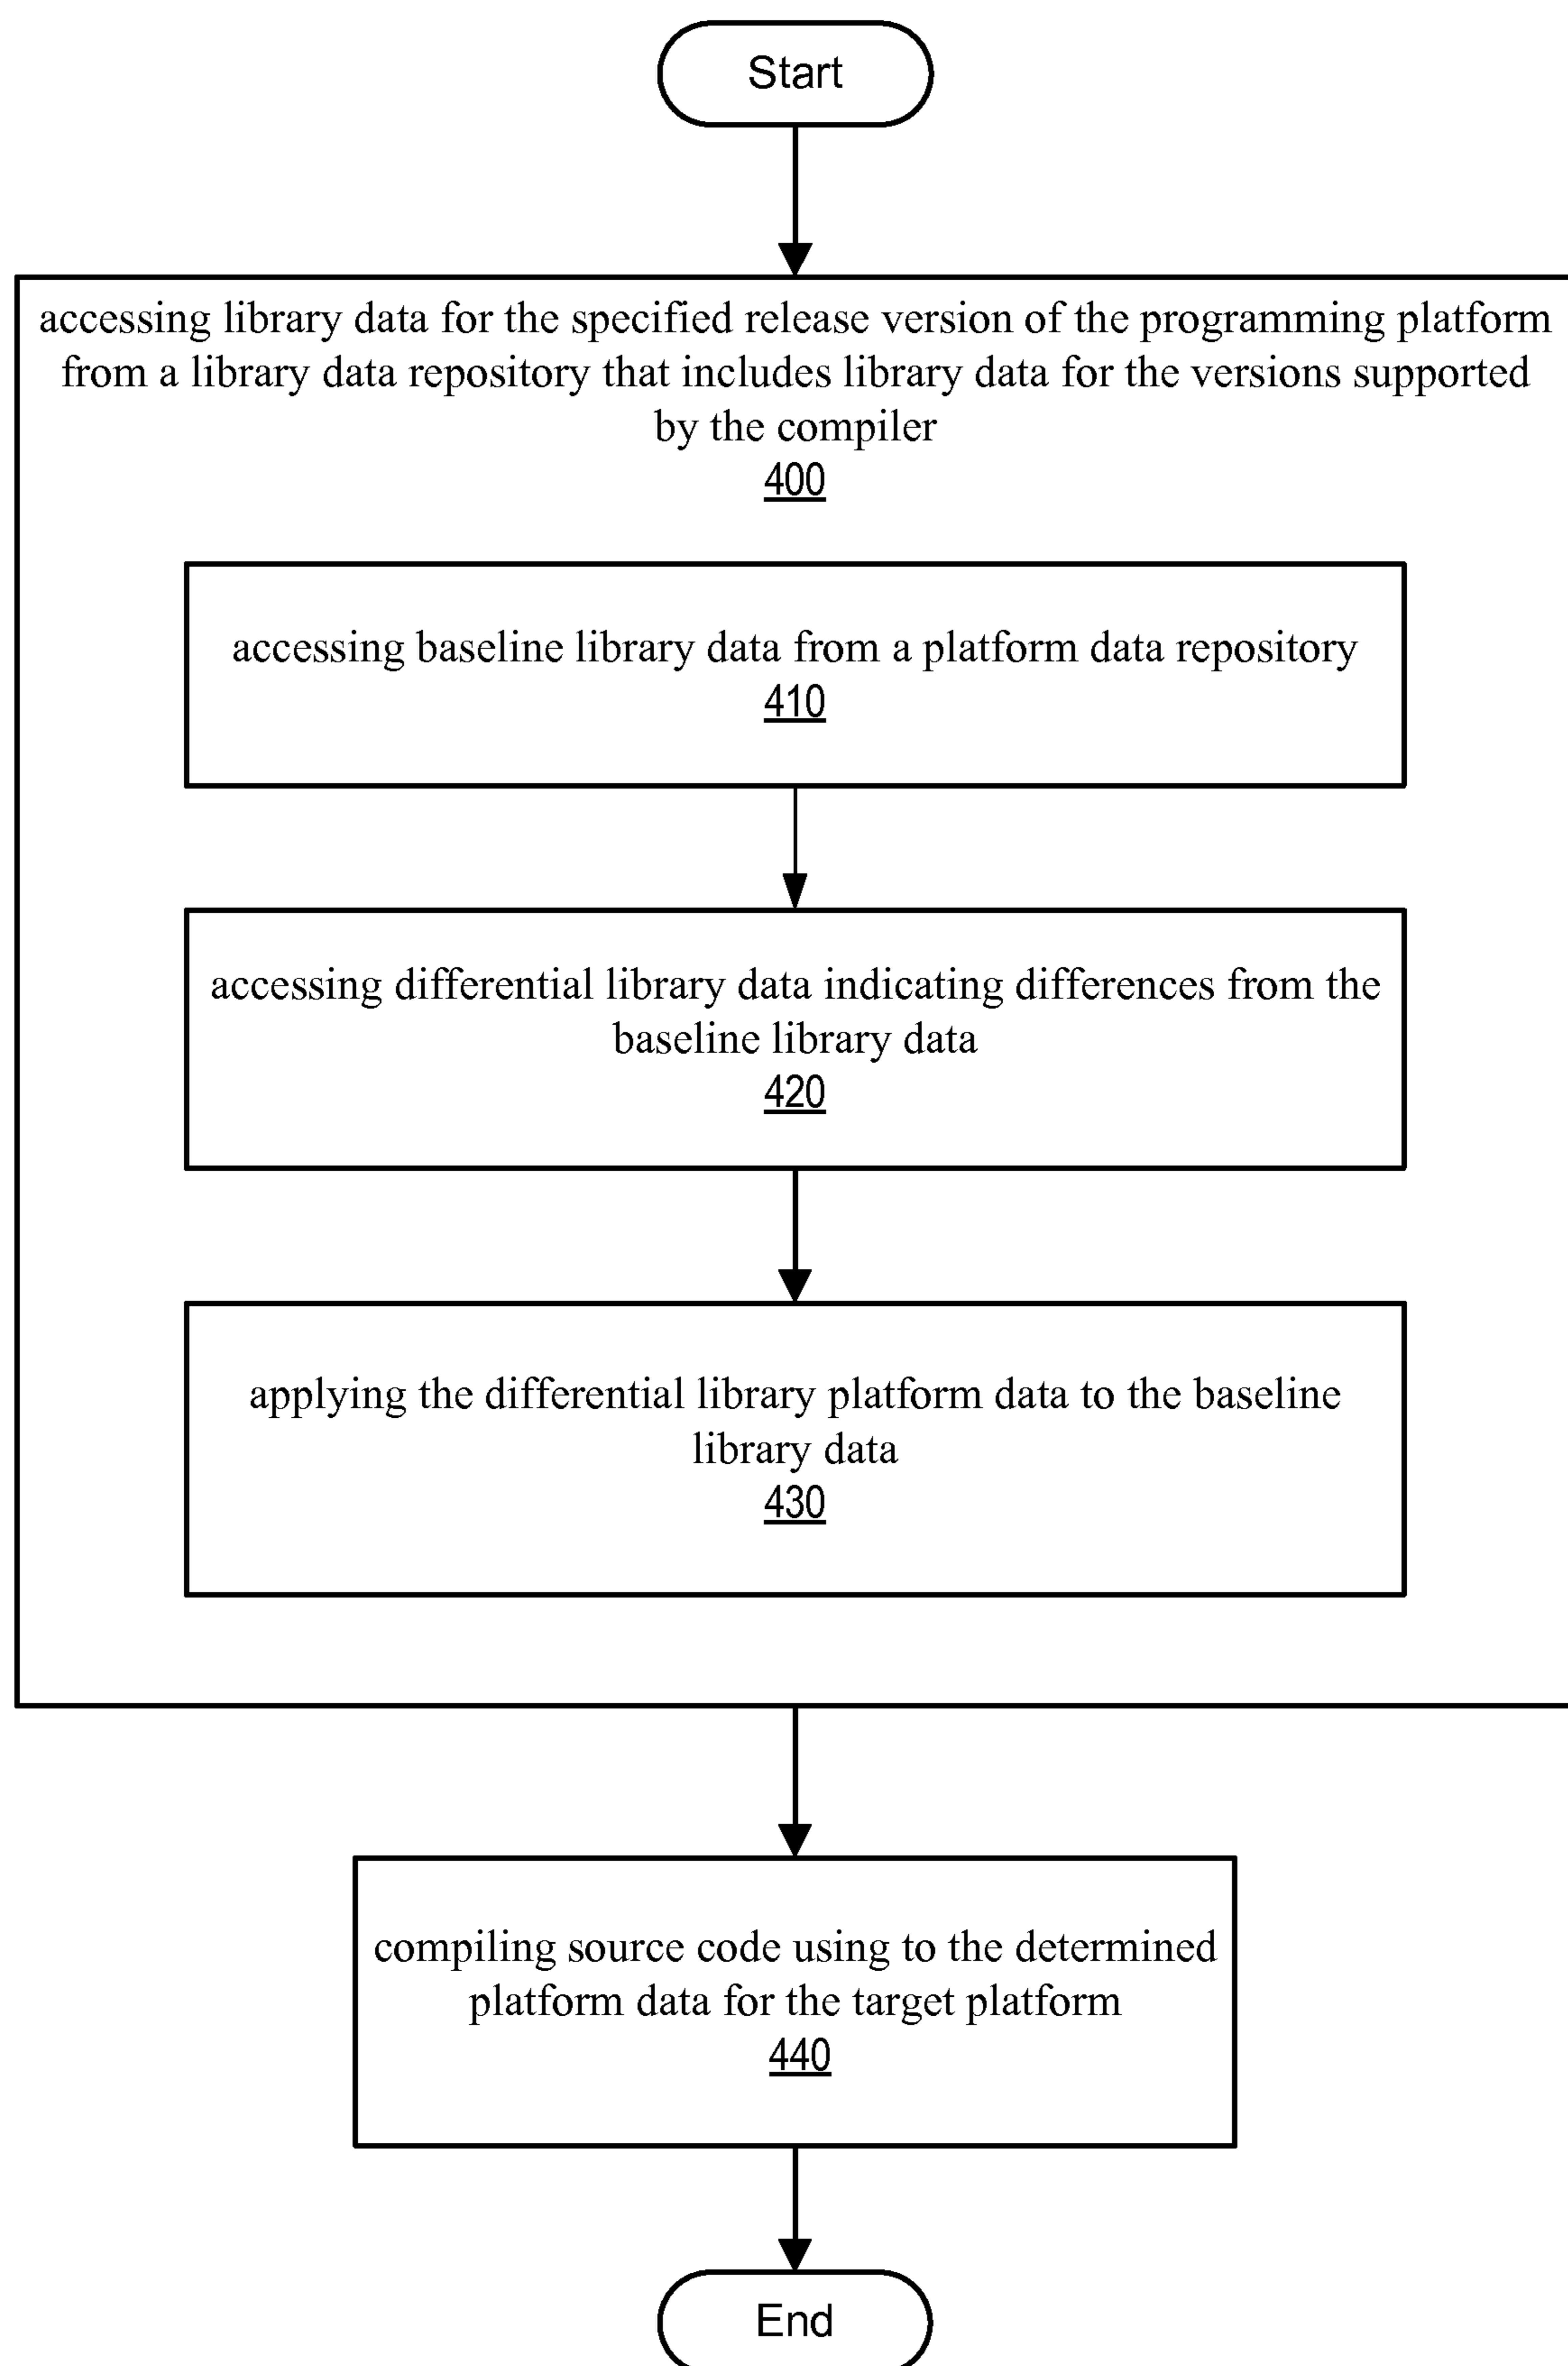 Start
accessing library data for the specified release version of the programming platform
from a library data repository that includes library data for the versions supported
by the compiler
400
accessing baseline library data from a platform data repository
410
accessing differential library data indicating differences from the
baseline library data
420
applying the differential library platform data to the baseline
library data
430
compiling source code using to the determined
platform data for the target platform
440
End